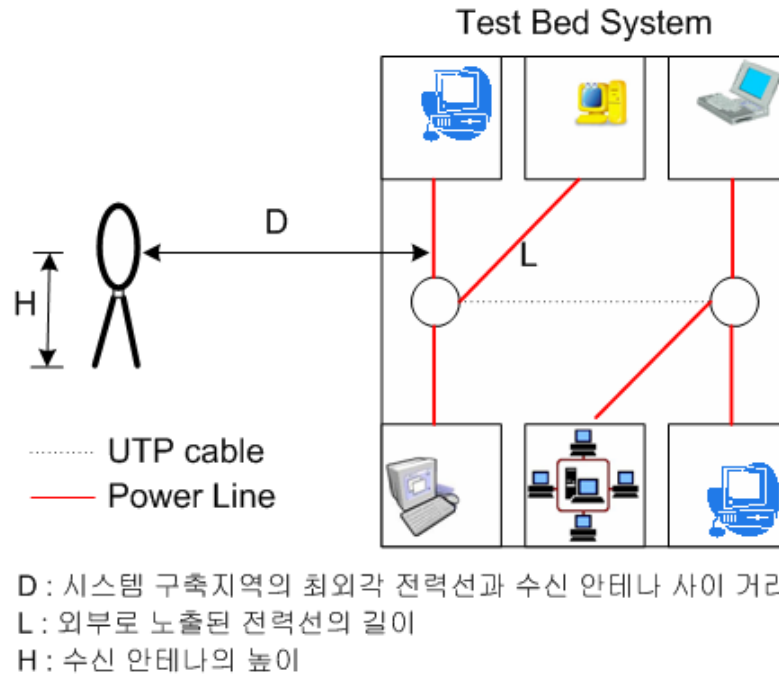 Test Bed System
D
L
H
UTP cable
Power Line
D : 시스템 구축지역의 최외각 전력선과 수신 안테나 사이 거리
L : 외부로 노출된 전력선의 길이
H : 수신 안테나의 높이